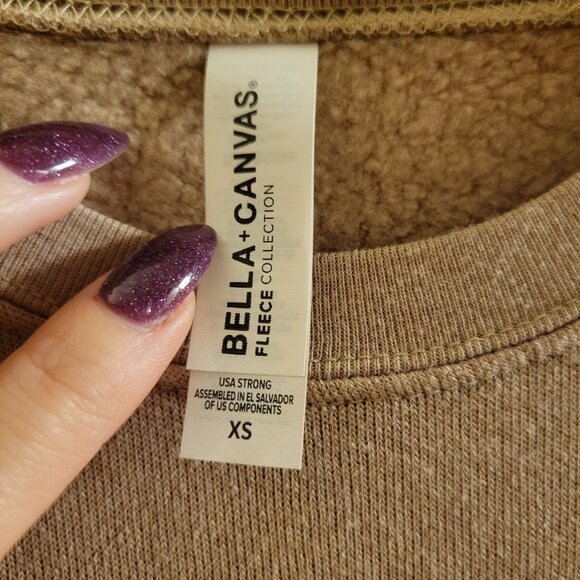 BELLA+CANVAS®
FLEECE COLLECTION
USA STRONG
ASSEMBLED IN EL SALVADOR
OF US COMPONENTS
XS